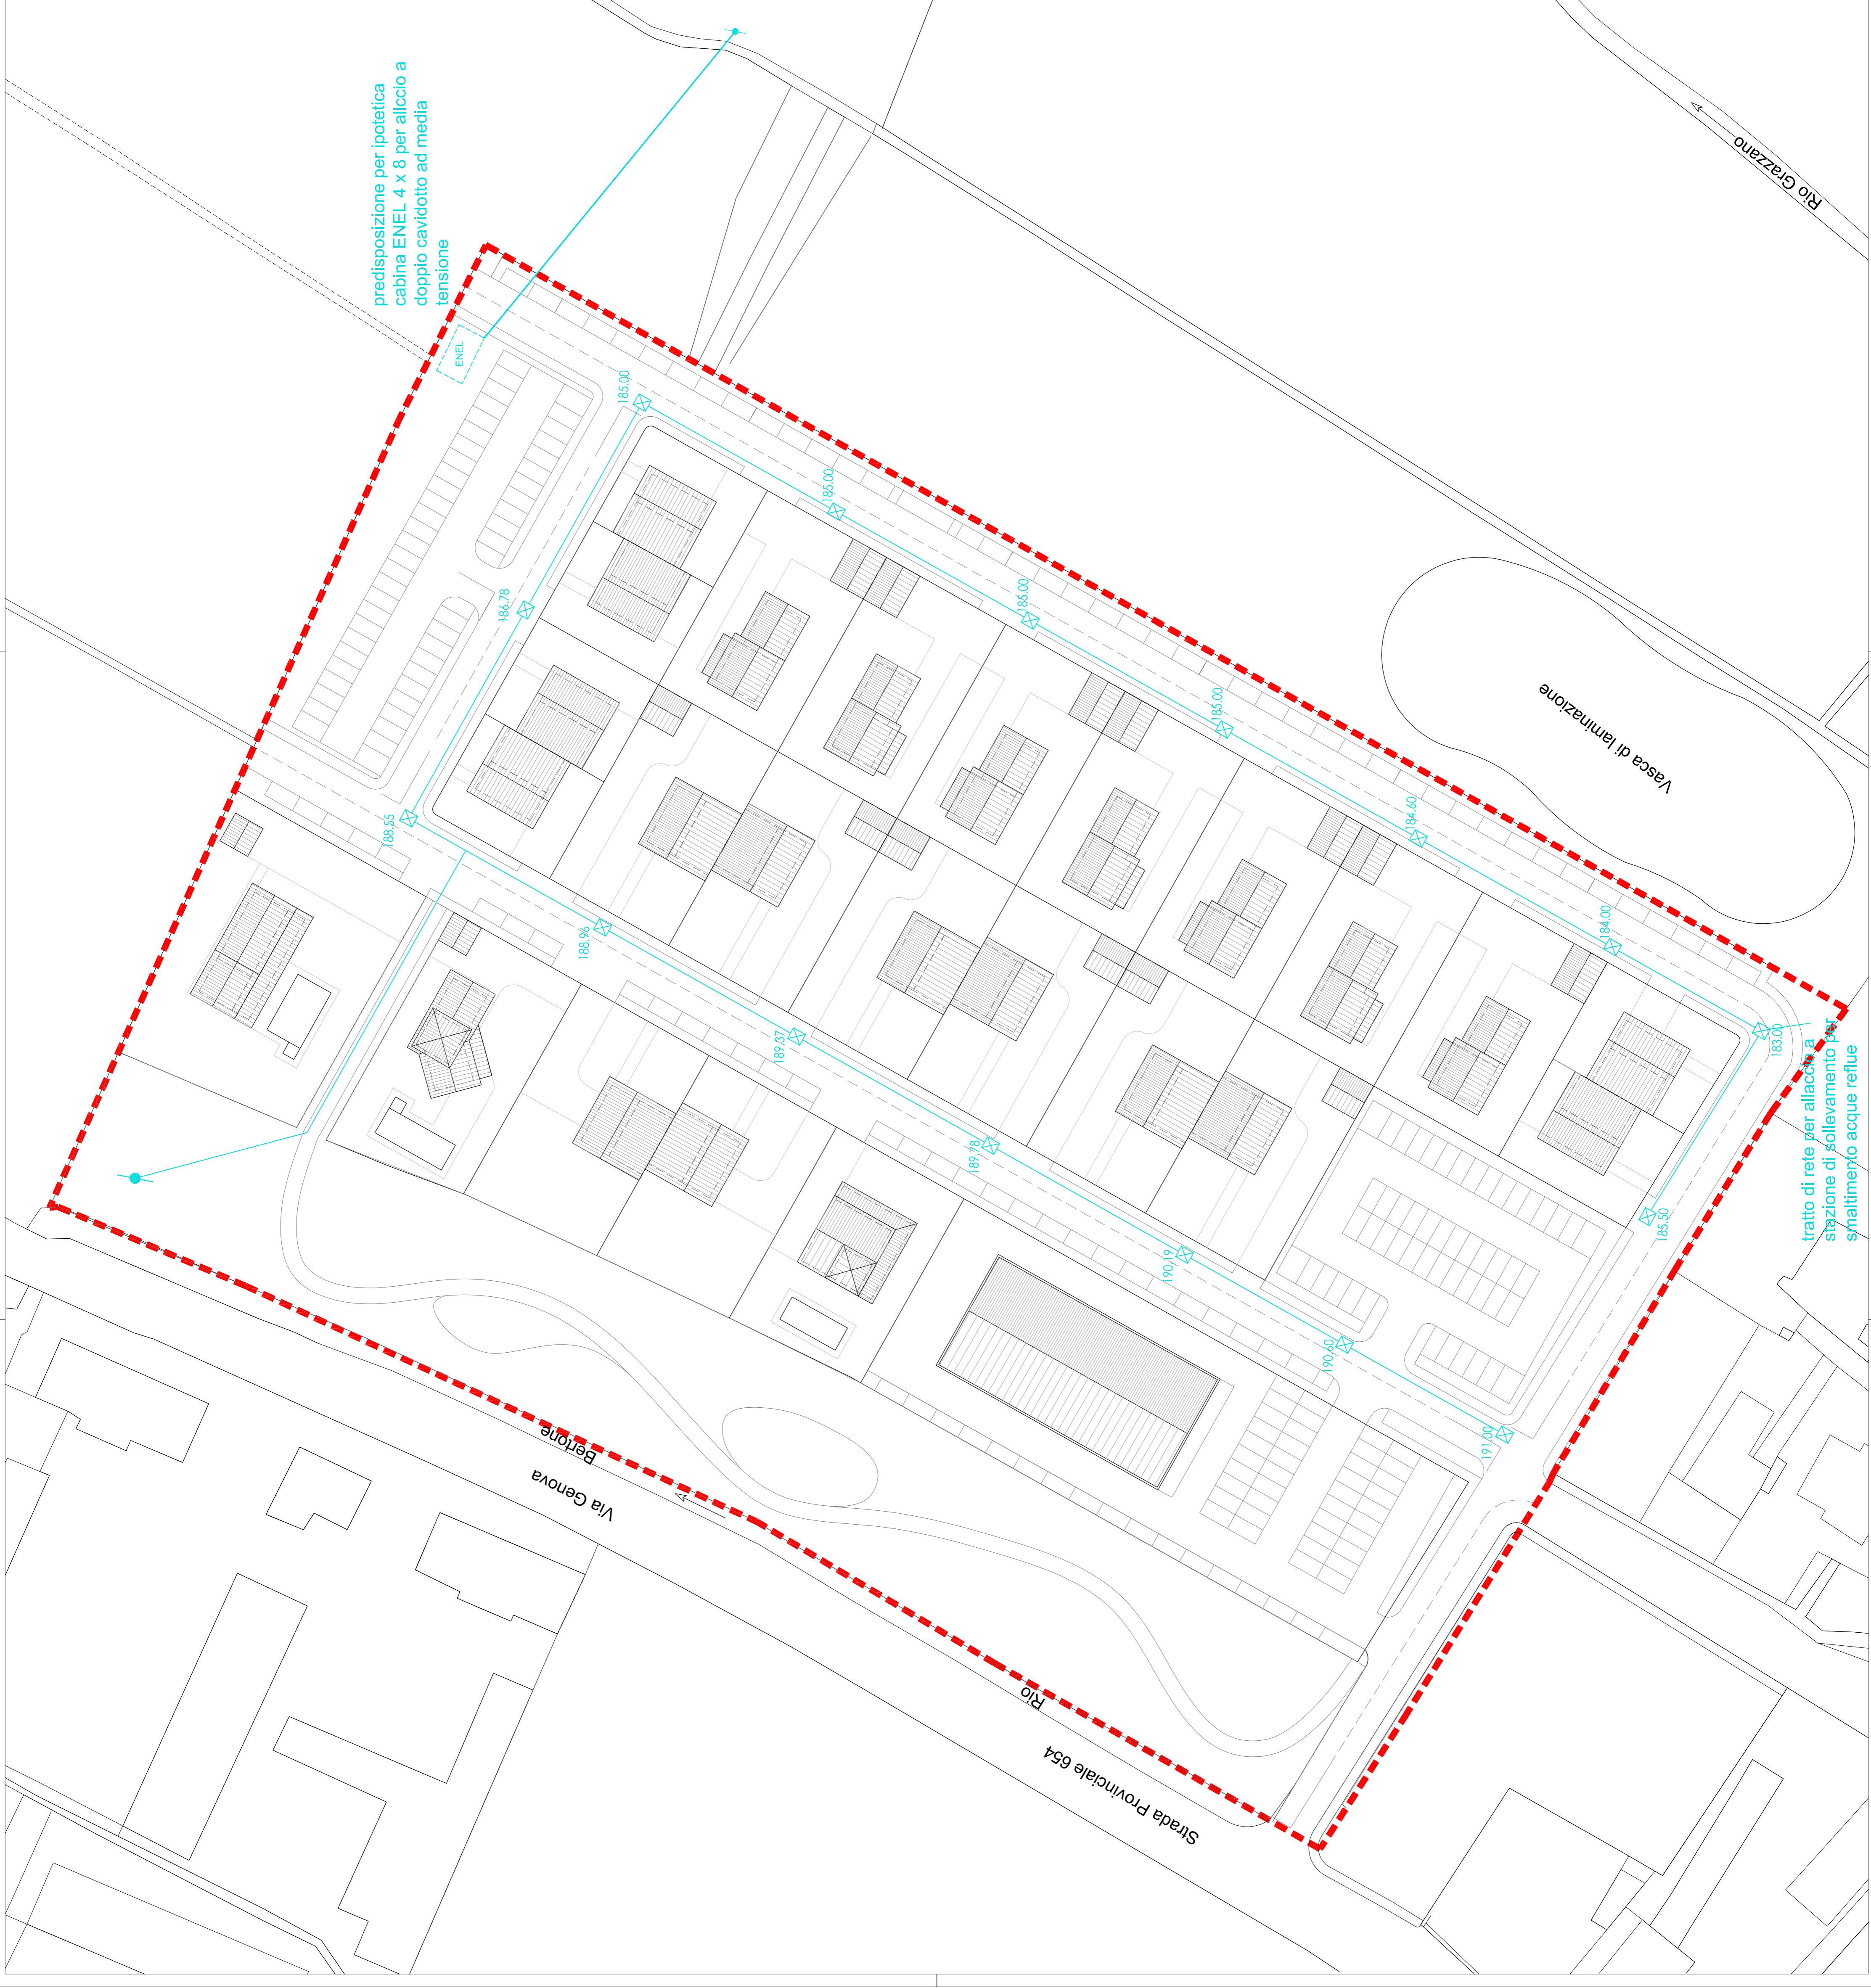 predisposizione per ipotetica
cabina ENEL 4 x 8 per allccio a
doppio cavidotto ad media
tensione
ENEL
Rio Grazzano
185.00
185.00
185.00
185.00
184.60
184.00
183.00
185.50
186.78
188.55
188.96
189.37
189.78
190.19
190.60
191.00
Vasca di laminazione
tratto di rete per allaccio a
stazione di sollevamento per
smaltimento acque reflue
Bertone
Via Genova
Rio
Strada Provinciale 654